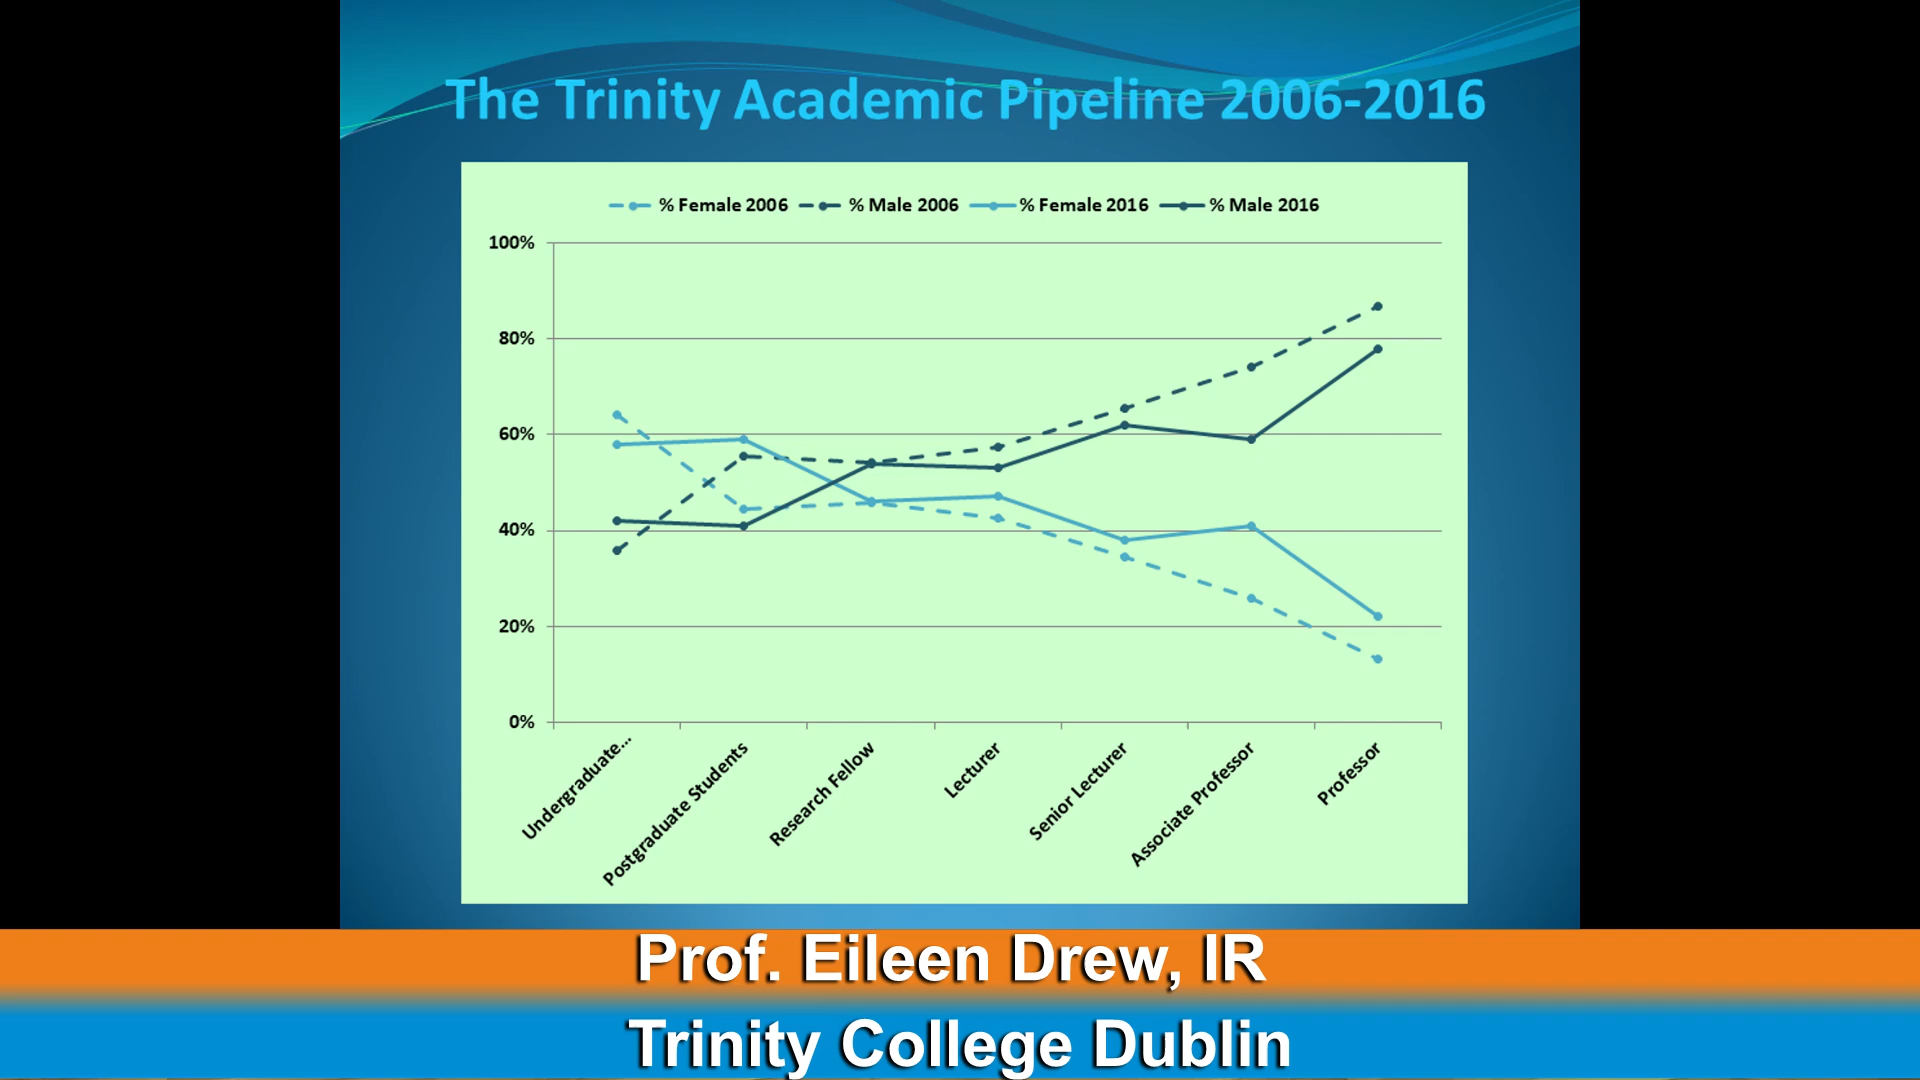 The Trinity Academic Pipeline 2006-2016
% Female 2006 % Male 2006 % Female 2016 % Male 2016
100%
80%
60%
40%
20%
0%
Undergraduate...
Postgraduate Students
Research Fellow
Lecturer
Senior Lecturer
Associate Professor
Professor
Prof. Eileen Drew, IR
Trinity College Dublin